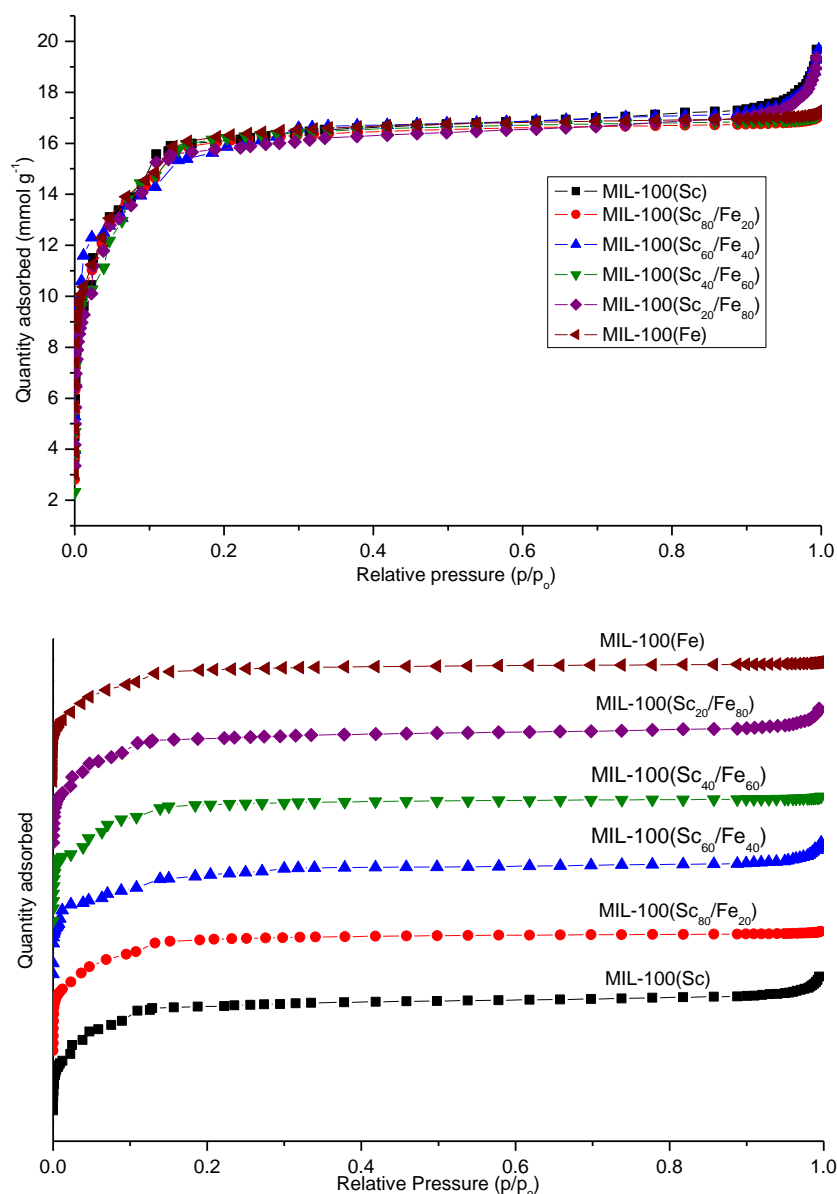 20
18
16
14
12
10
8
6
4
2
Quantity adsorbed (mmol g⁻¹)
MIL-100(Sc)
MIL-100(Sc₈₀/Fe₂₀)
MIL-100(Sc₆₀/Fe₄₀)
MIL-100(Sc₄₀/Fe₆₀)
MIL-100(Sc₂₀/Fe₈₀)
MIL-100(Fe)
0.0 0.2 0.4 0.6 0.8 1.0
Relative pressure (p/pₒ)
MIL-100(Fe)
MIL-100(Sc₂₀/Fe₈₀)
MIL-100(Sc₄₀/Fe₆₀)
MIL-100(Sc₆₀/Fe₄₀)
MIL-100(Sc₈₀/Fe₂₀)
MIL-100(Sc)
Quantity adsorbed
0.0 0.2 0.4 0.6 0.8 1.0
Relative Pressure (p/pₒ)